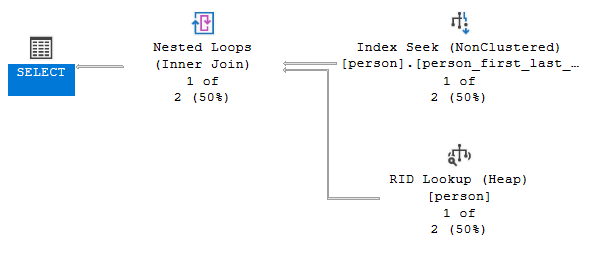 SELECT
Nested Loops
(Inner Join)
1 of
2 (50%)
Index Seek (NonClustered)
[person].[person_first_last_…
1 of
2 (50%)
RID Lookup (Heap)
[person]
1 of
2 (50%)